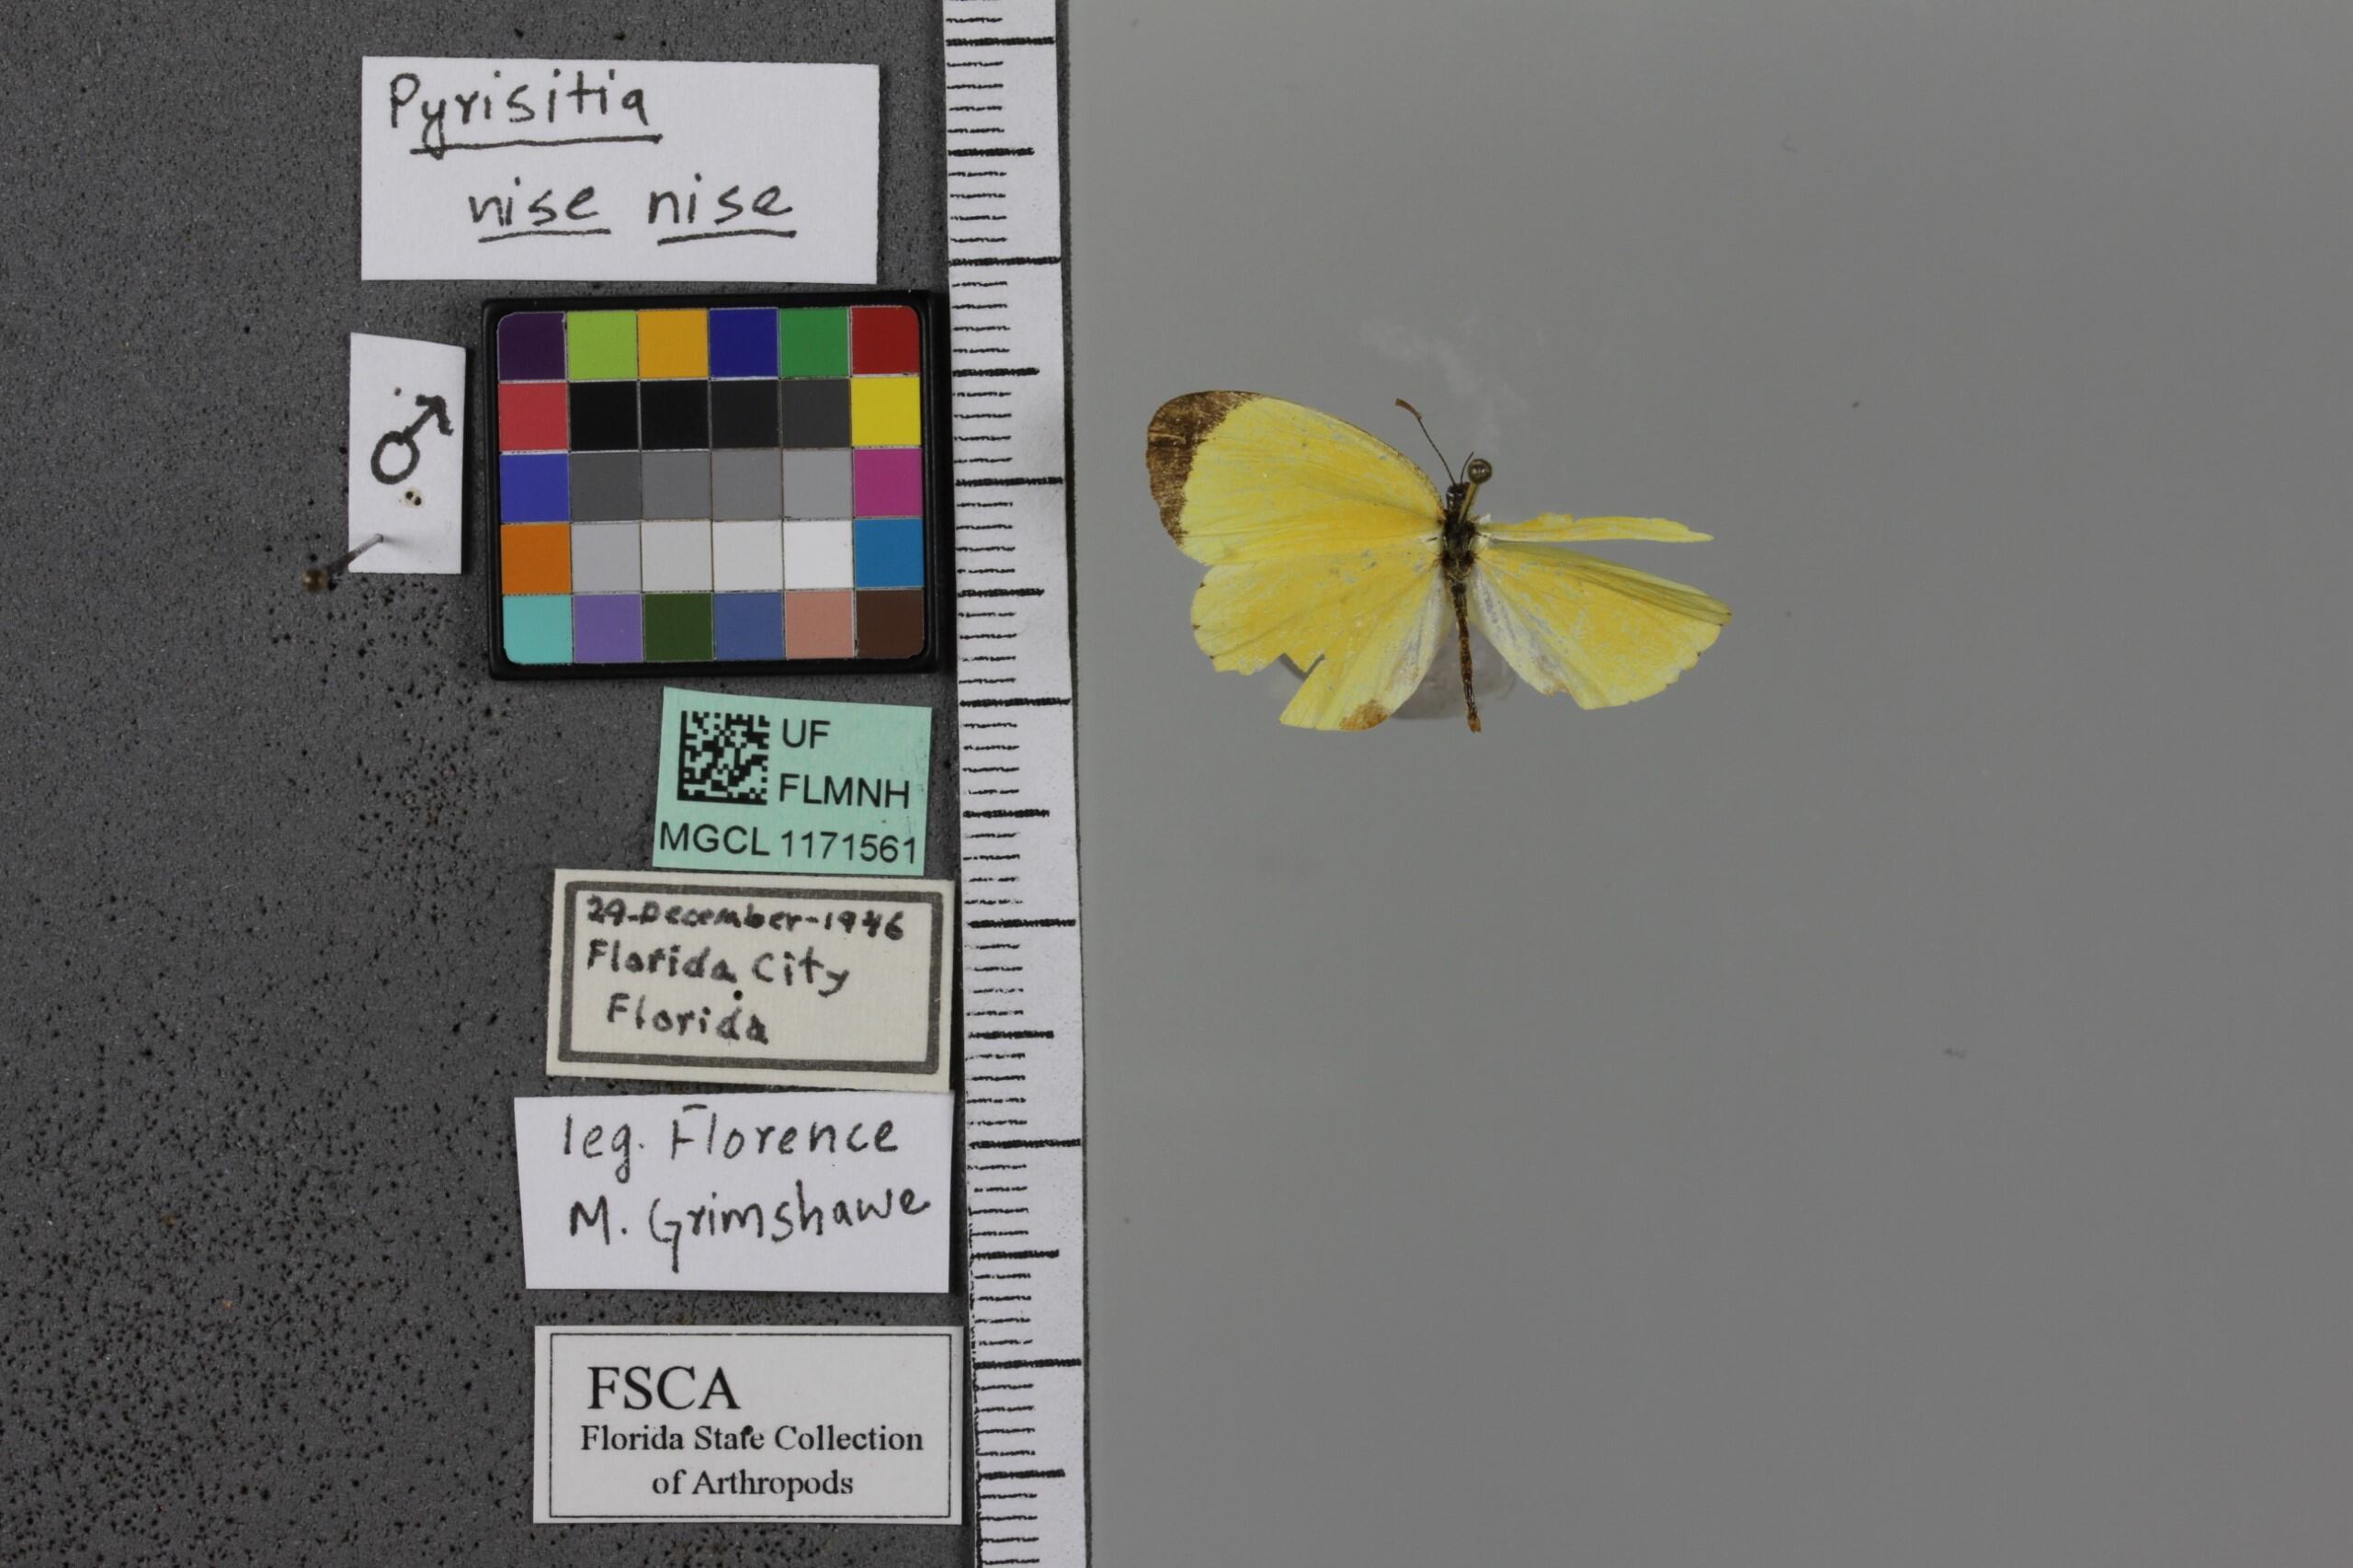 Pyrisitia
nise nise
♂
UF
FLMNH
MGCL 1171561
29-December-1946
Florida City
Florida
leg. Florence
M. Grimshawe
FSCA
Florida State Collection
of Arthropods